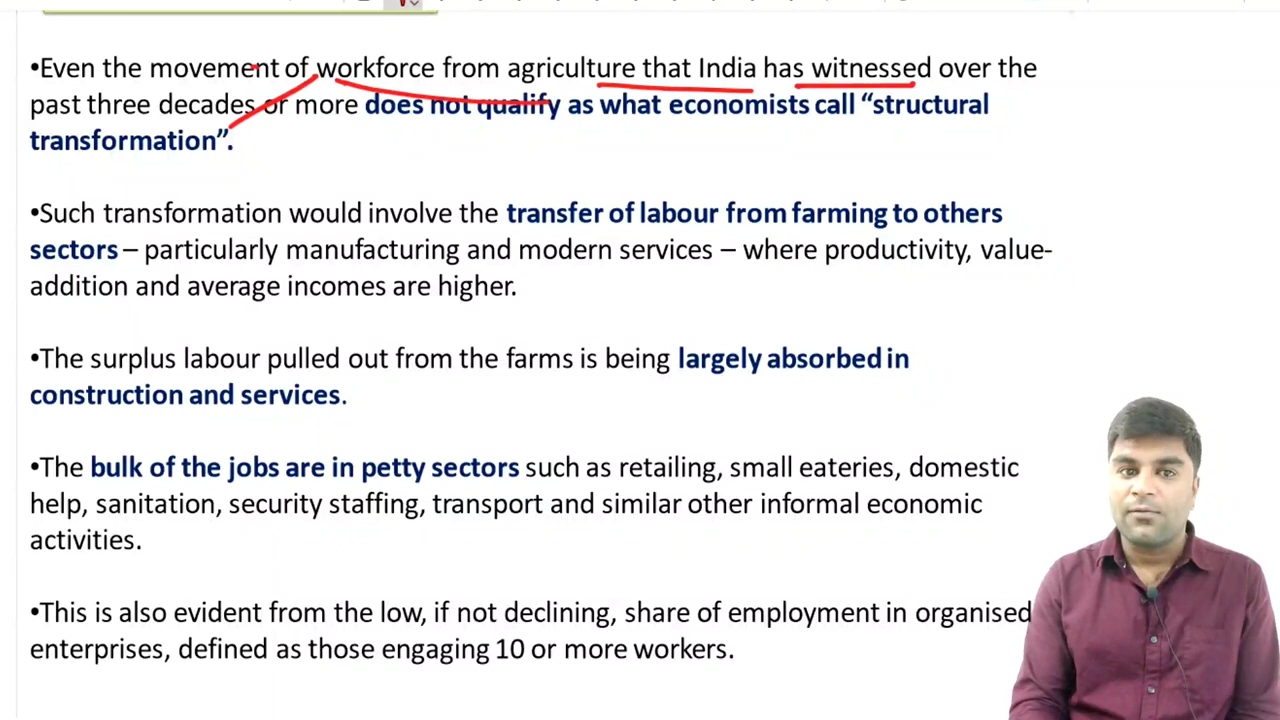 •Even the movement of workforce from agriculture that India has witnessed over the
past three decades or more does not qualify as what economists call “structural
transformation”.
•Such transformation would involve the transfer of labour from farming to others
sectors – particularly manufacturing and modern services – where productivity, value-
addition and average incomes are higher.
•The surplus labour pulled out from the farms is being largely absorbed in
construction and services.
•The bulk of the jobs are in petty sectors such as retailing, small eateries, domestic
help, sanitation, security staffing, transport and similar other informal economic
activities.
•This is also evident from the low, if not declining, share of employment in organised
enterprises, defined as those engaging 10 or more workers.